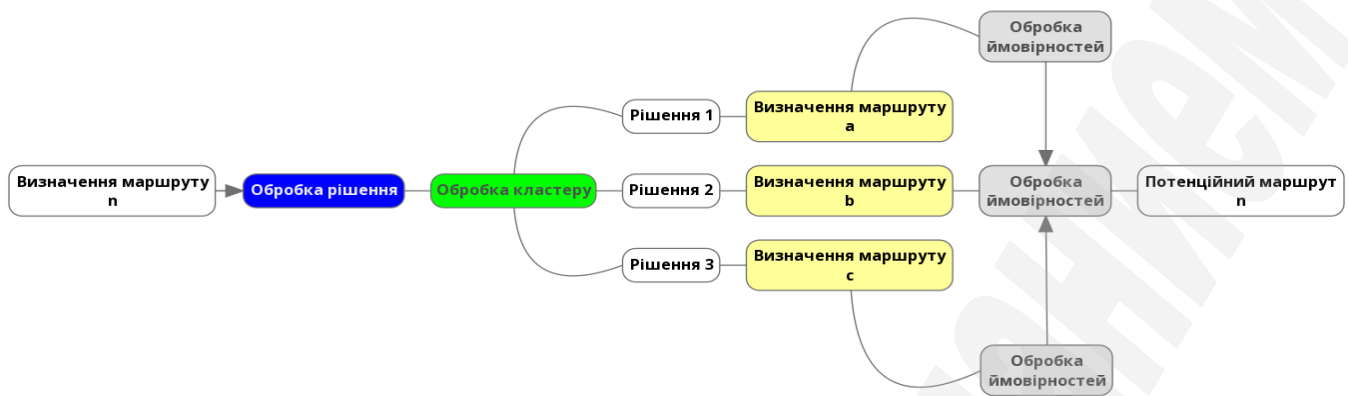 Обробка
ймовірностей
Рішення 1
Визначення маршруту
a
Визначення маршруту
n
Обробка рішення
Обробка кластеру
Рішення 2
Визначення маршруту
b
Обробка
ймовірностей
Потенційний маршрут
n
Рішення 3
Визначення маршруту
c
Обробка
ймовірностей